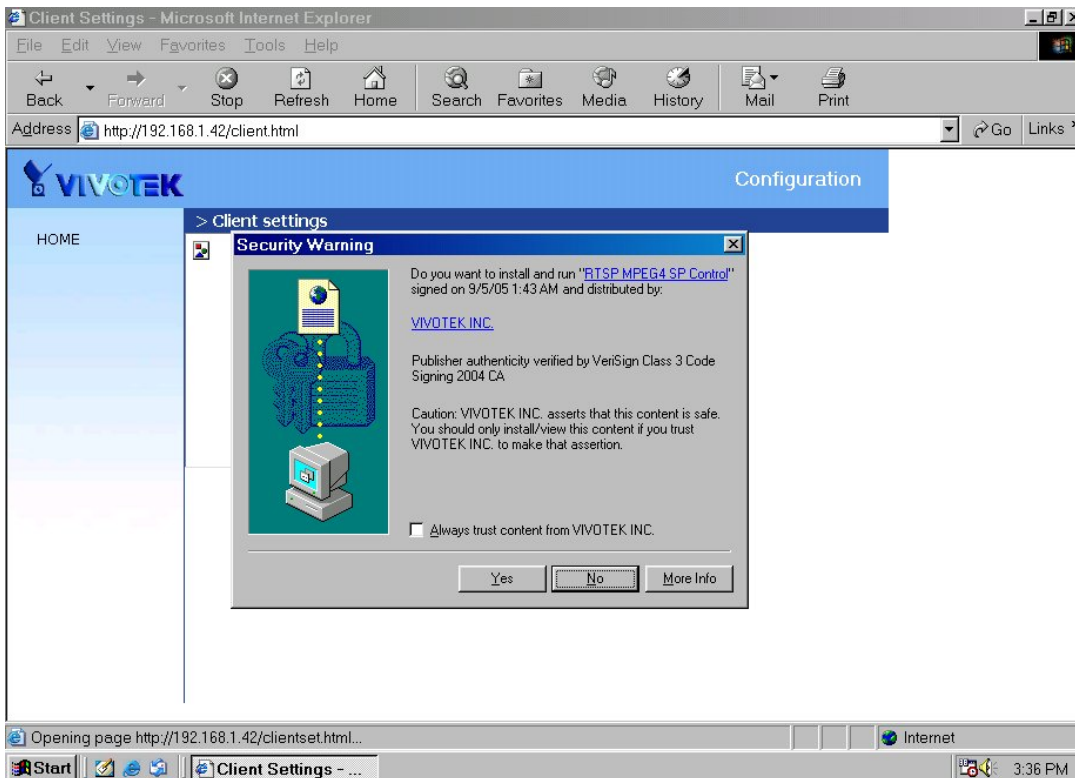 Client Settings - Microsoft Internet Explorer
File Edit View Favorites Tools Help
Back Forward Stop Refresh Home Search Favorites Media History Mail Print
Address http://192.168.1.42/client.html Go Links
VIVOTEK
Configuration
> Client settings
HOME
Security Warning
Do you want to install and run "RTSP MPEG4 SP Control"
signed on 9/5/05 1:43 AM and distributed by:
VIVOTEK INC.
Publisher authenticity verified by VeriSign Class 3 Code
Signing 2004 CA
Caution: VIVOTEK INC. asserts that this content is safe.
You should only install/view this content if you trust
VIVOTEK INC. to make that assertion.
Always trust content from VIVOTEK INC.
Yes No More Info
Opening page http://192.168.1.42/clientset.html... Internet
Start Client Settings - ... 3:36 PM